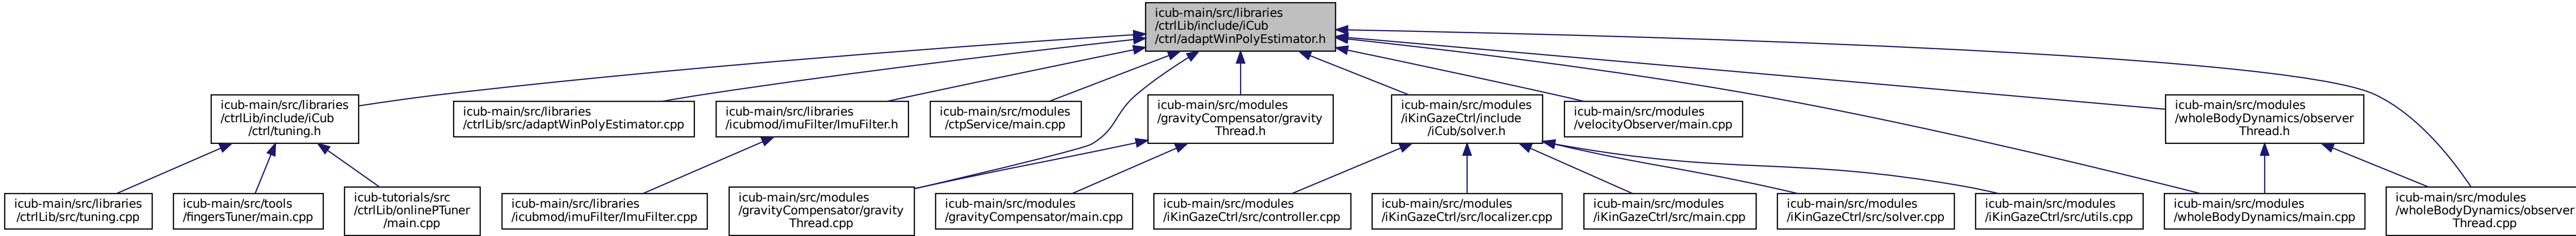 icub-main/src/libraries
/ctrlLib/include/iCub
/ctrl/adaptWinPolyEstimator.h
icub-main/src/libraries
/ctrlLib/include/iCub
/ctrl/tuning.h
icub-main/src/libraries
/ctrlLib/src/adaptWinPolyEstimator.cpp
icub-main/src/libraries
/icubmod/imuFilter/ImuFilter.h
icub-main/src/modules
/ctpService/main.cpp
icub-main/src/modules
/gravityCompensator/gravity
Thread.h
icub-main/src/modules
/iKinGazeCtrl/include
/iCub/solver.h
icub-main/src/modules
/velocityObserver/main.cpp
icub-main/src/modules
/wholeBodyDynamics/observer
Thread.h
icub-main/src/libraries
/ctrlLib/src/tuning.cpp
icub-main/src/tools
/fingersTuner/main.cpp
icub-tutorials/src
/ctrlLib/onlinePTuner
/main.cpp
icub-main/src/libraries
/icubmod/imuFilter/ImuFilter.cpp
icub-main/src/modules
/gravityCompensator/gravity
Thread.cpp
icub-main/src/modules
/gravityCompensator/main.cpp
icub-main/src/modules
/iKinGazeCtrl/src/controller.cpp
icub-main/src/modules
/iKinGazeCtrl/src/localizer.cpp
icub-main/src/modules
/iKinGazeCtrl/src/main.cpp
icub-main/src/modules
/iKinGazeCtrl/src/solver.cpp
icub-main/src/modules
/iKinGazeCtrl/src/utils.cpp
icub-main/src/modules
/wholeBodyDynamics/main.cpp
icub-main/src/modules
/wholeBodyDynamics/observer
Thread.cpp